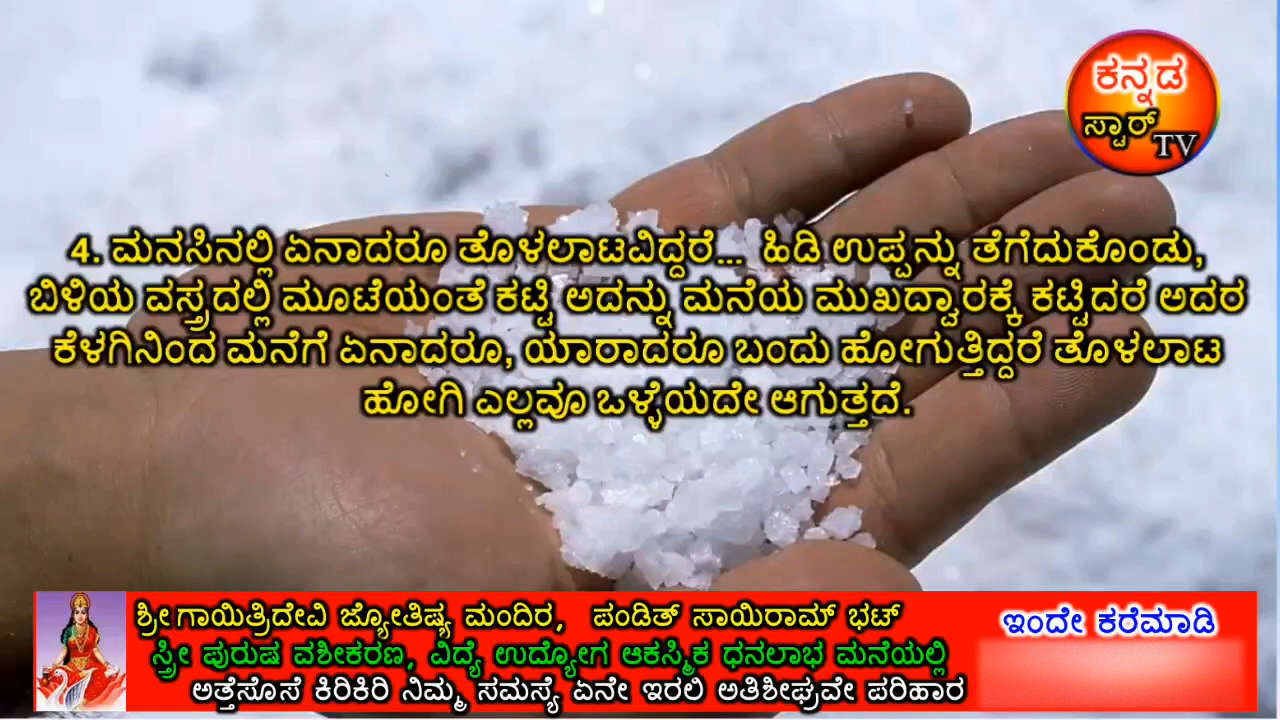 ಕನ್ನಡ
ಸ್ಟಾರ್ TV
4. ಮನಸಿನಲ್ಲಿ ಏನಾದರೂ ತೊಳಲಾಟವಿದ್ದರೆ... ಹಿಡಿ ಉಪ್ಪನ್ನು ತೆಗೆದುಕೊಂಡು,
ಬಿಳಿಯ ವಸ್ತ್ರದಲ್ಲಿ ಮೂಟೆಯಂತೆ ಕಟ್ಟಿ ಅದನ್ನು ಮನೆಯ ಮುಖದ್ವಾರಕ್ಕೆ ಕಟ್ಟಿದರೆ ಅದರ
ಕೆಳಗಿನಿಂದ ಮನೆಗೆ ಏನಾದರೂ, ಯಾರಾದರೂ ಬಂದು ಹೋಗುತ್ತಿದ್ದರೆ ತೊಳಲಾಟ
ಹೋಗಿ ಎಲ್ಲವೂ ಒಳ್ಳೆಯದೇ ಆಗುತ್ತದೆ.
ಶ್ರೀ ಗಾಯಿತ್ರಿದೇವಿ ಜ್ಯೋತಿಷ್ಯ ಮಂದಿರ, ಪಂಡಿತ್ ಸಾಯಿರಾಮ್ ಭಟ್
ಸ್ತ್ರೀ ಪುರುಷ ವಶೀಕರಣ, ವಿದ್ಯೆ ಉದ್ಯೋಗ ಆಕಸ್ಮಿಕ ಧನಲಾಭ ಮನೆಯಲ್ಲಿ
ಅತ್ತೆಸೊಸೆ ಕಿರಿಕಿರಿ ನಿಮ್ಮ ಸಮಸ್ಯೆ ಏನೇ ಇರಲಿ ಅತಿಶೀಘ್ರವೇ ಪರಿಹಾರ
ಇಂದೇ ಕರೆಮಾಡಿ